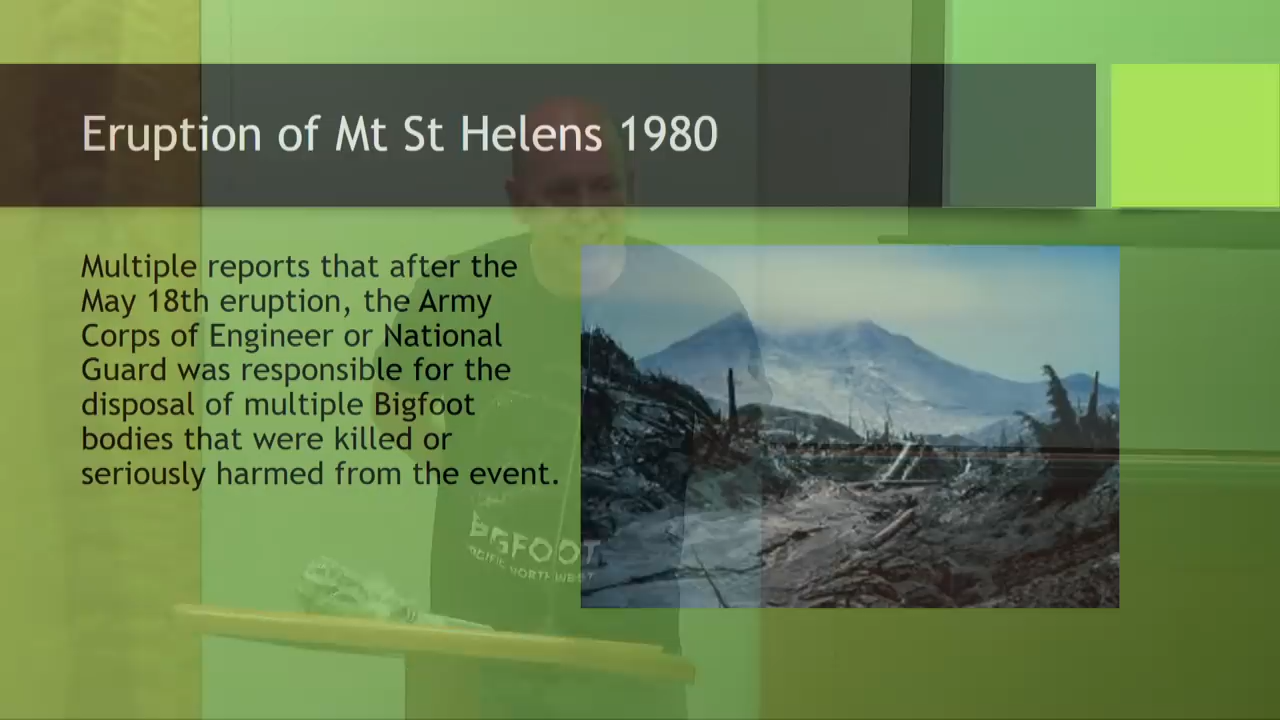 Eruption of Mt St Helens 1980
Multiple reports that after the
May 18th eruption, the Army
Corps of Engineer or National
Guard was responsible for the
disposal of multiple Bigfoot
bodies that were killed or
seriously harmed from the event.
BGFOOT
PACIFIC NORTHWEST